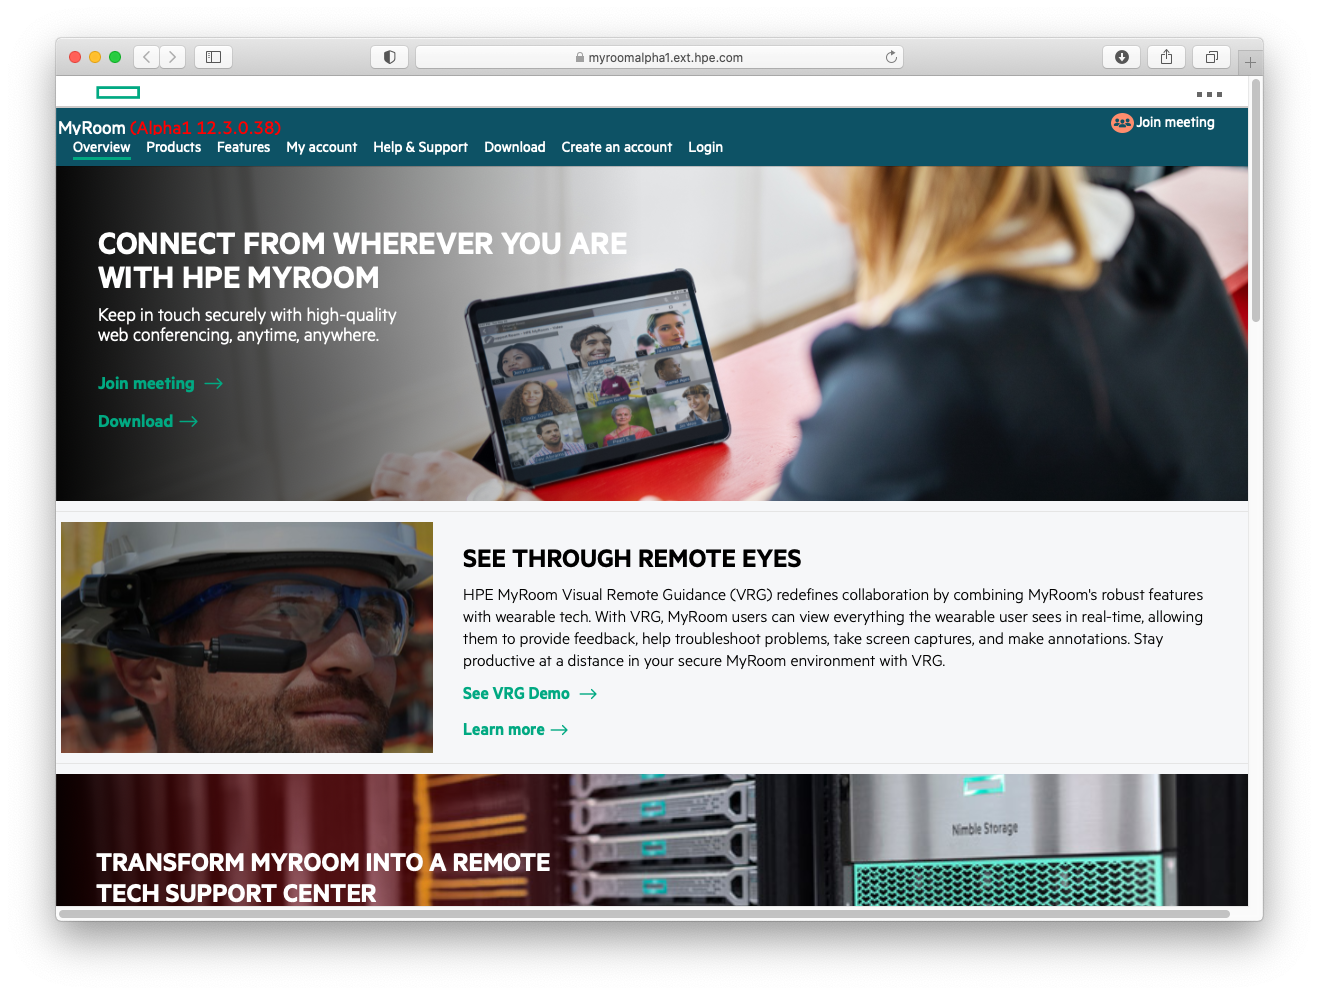 myroomalpha1.ext.hpe.com
MyRoom (Alpha1 12.3.0.38)
Join meeting
Overview Products Features My account Help & Support Download Create an account Login
CONNECT FROM WHEREVER YOU ARE
WITH HPE MYROOM
Keep in touch securely with high-quality
web conferencing, anytime, anywhere.
Join meeting
Download
SEE THROUGH REMOTE EYES
HPE MyRoom Visual Remote Guidance (VRG) redefines collaboration by combining MyRoom's robust features
with wearable tech. With VRG, MyRoom users can view everything the wearable user sees in real-time, allowing
them to provide feedback, help troubleshoot problems, take screen captures, and make annotations. Stay
productive at a distance in your secure MyRoom environment with VRG.
See VRG Demo
Learn more
Nimble Storage
TRANSFORM MYROOM INTO A REMOTE
TECH SUPPORT CENTER